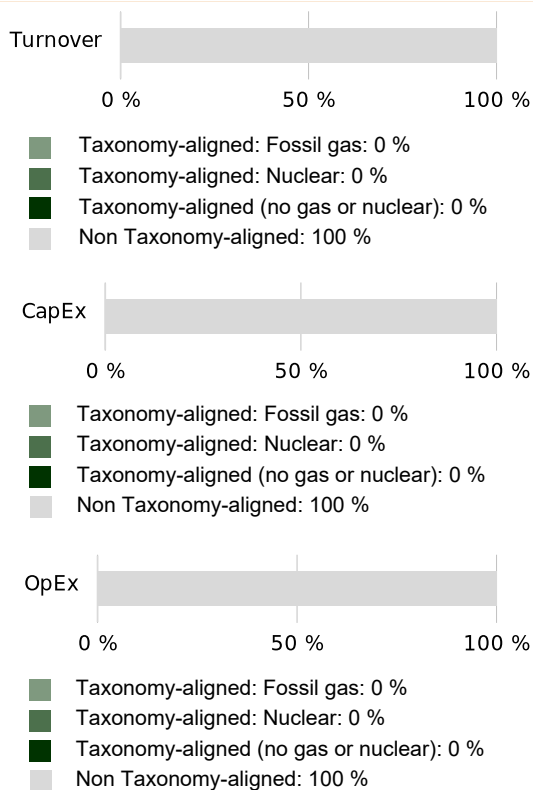 Turnover
0 % 50 % 100 %
Taxonomy-aligned: Fossil gas: 0 %
Taxonomy-aligned: Nuclear: 0 %
Taxonomy-aligned (no gas or nuclear): 0 %
Non Taxonomy-aligned: 100 %
CapEx
0 % 50 % 100 %
Taxonomy-aligned: Fossil gas: 0 %
Taxonomy-aligned: Nuclear: 0 %
Taxonomy-aligned (no gas or nuclear): 0 %
Non Taxonomy-aligned: 100 %
OpEx
0 % 50 % 100 %
Taxonomy-aligned: Fossil gas: 0 %
Taxonomy-aligned: Nuclear: 0 %
Taxonomy-aligned (no gas or nuclear): 0 %
Non Taxonomy-aligned: 100 %